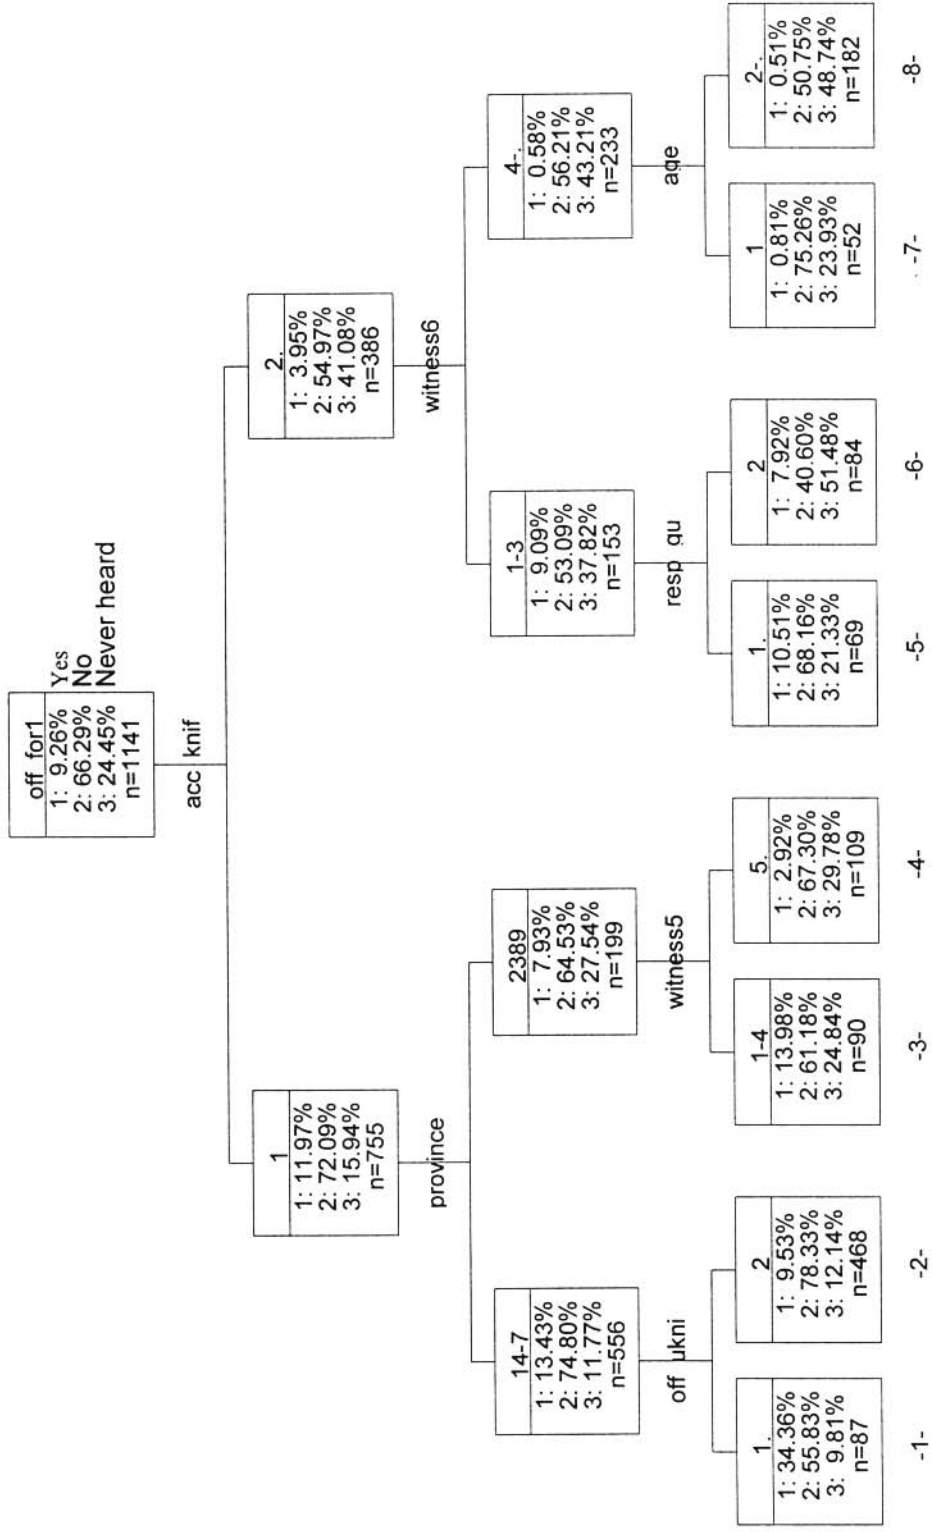 off for1
1: 9.26% Yes
2: 66.29% No
3: 24.45% Never heard
n=1141
acc knif
1
1: 11.97%
2: 72.09%
3: 15.94%
n=755
2.
1: 3.95%
2: 54.97%
3: 41.08%
n=386
province
witness6
14-7
1: 13.43%
2: 74.80%
3: 11.77%
n=556
2389
1: 7.93%
2: 64.53%
3: 27.54%
n=199
1-3
1: 9.09%
2: 53.09%
3: 37.82%
n=153
4-.
1: 0.58%
2: 56.21%
3: 43.21%
n=233
off ukni
witness5
resp gu
age
1.
1: 34.36%
2: 55.83%
3: 9.81%
n=87
2
1: 9.53%
2: 78.33%
3: 12.14%
n=468
1-4
1: 13.98%
2: 61.18%
3: 24.84%
n=90
5.
1: 2.92%
2: 67.30%
3: 29.78%
n=109
1.
1: 10.51%
2: 68.16%
3: 21.33%
n=69
2
1: 7.92%
2: 40.60%
3: 51.48%
n=84
1
1: 0.81%
2: 75.26%
3: 23.93%
n=52
2-.
1: 0.51%
2: 50.75%
3: 48.74%
n=182
-1-
-2-
-3-
-4-
-5-
-6-
-7-
-8-